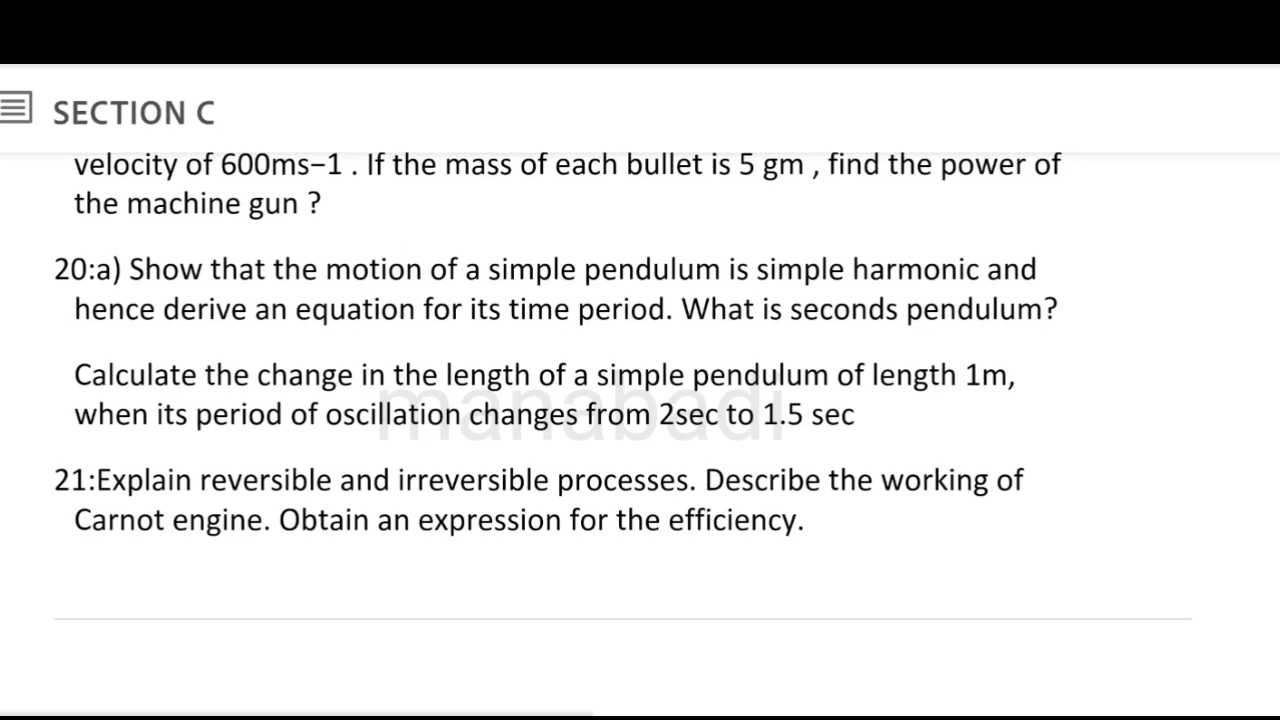 SECTION C
velocity of 600ms−1 . If the mass of each bullet is 5 gm , find the power of
the machine gun ?
20:a) Show that the motion of a simple pendulum is simple harmonic and
hence derive an equation for its time period. What is seconds pendulum?
Calculate the change in the length of a simple pendulum of length 1m,
when its period of oscillation changes from 2sec to 1.5 sec
manabadi
21:Explain reversible and irreversible processes. Describe the working of
Carnot engine. Obtain an expression for the efficiency.